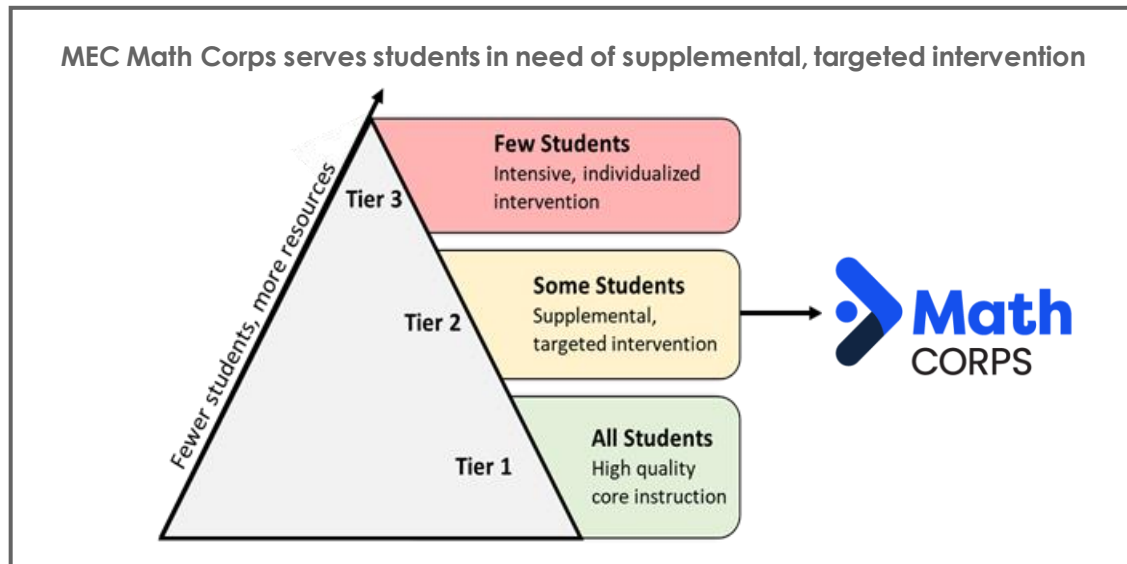 MEC Math Corps serves students in need of supplemental, targeted intervention
Fewer students, more resources
Tier 3
Few Students
Intensive, individualized
intervention
Tier 2
Some Students
Supplemental,
targeted intervention
Math
CORPS
Tier 1
All Students
High quality
core instruction